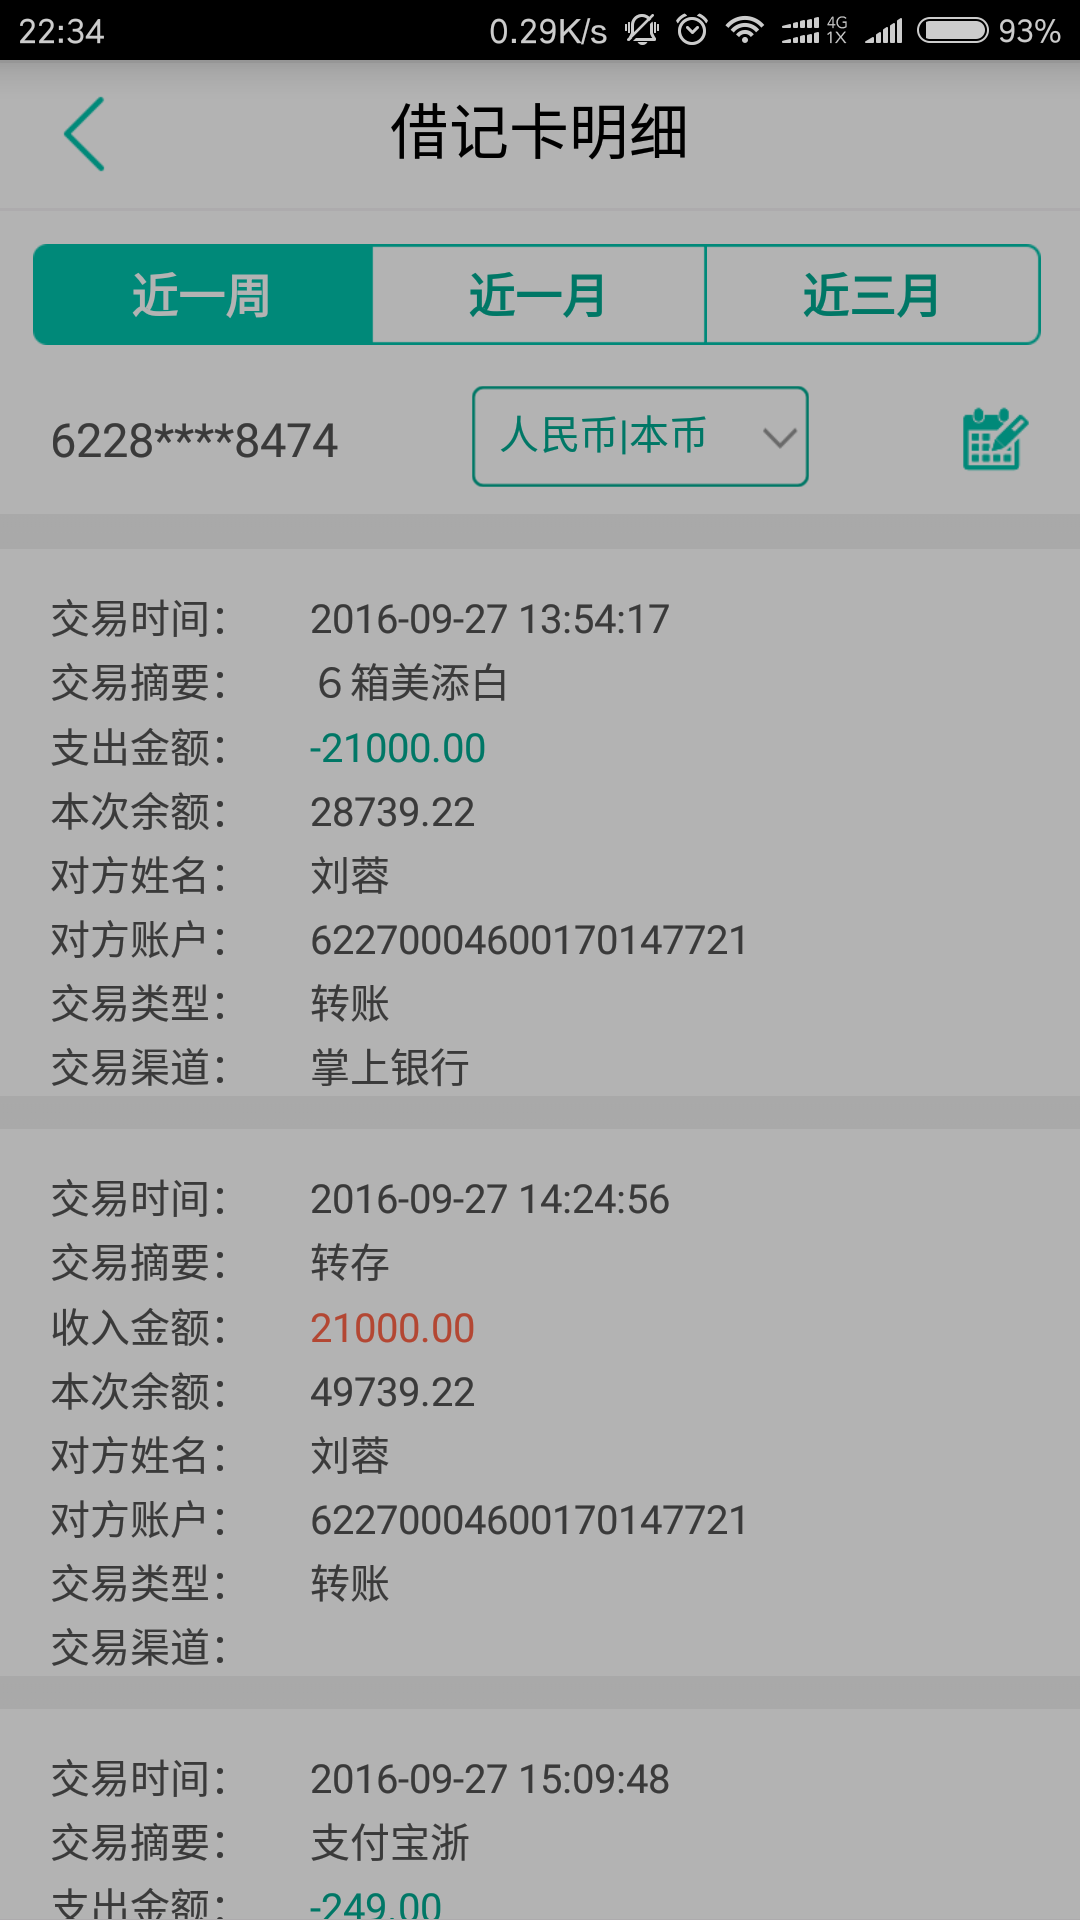 22:34 0.29K/s 4G 1X 93%
借记卡明细
近一周 近一月 近三月
6228****8474 人民币|本币
交易时间： 2016-09-27 13:54:17
交易摘要： ６箱美添白
支出金额： -21000.00
本次余额： 28739.22
对方姓名： 刘蓉
对方账户： 62270004600170147721
交易类型： 转账
交易渠道： 掌上银行
交易时间： 2016-09-27 14:24:56
交易摘要： 转存
收入金额： 21000.00
本次余额： 49739.22
对方姓名： 刘蓉
对方账户： 62270004600170147721
交易类型： 转账
交易渠道：
交易时间： 2016-09-27 15:09:48
交易摘要： 支付宝浙
支出金额： -249.00